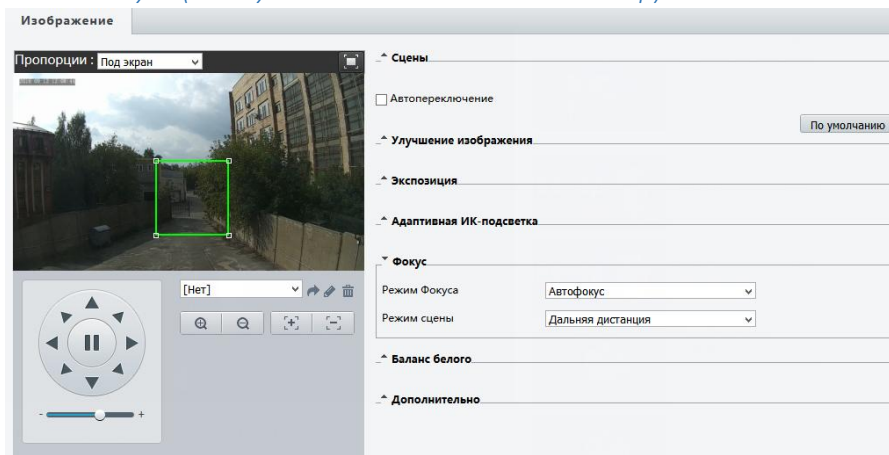 Изображение
Пропорции : Под экран
Сцены
Автопереключение
По умолчанию
Улучшение изображения
Экспозиция
Адаптивная ИК-подсветка
Фокус
[Нет]
Режим Фокуса Автофокус
Режим сцены Дальняя дистанция
Баланс белого
Дополнительно
- +